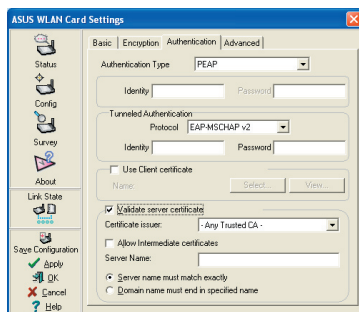 ASUS WLAN Card Settings
Status
Config
Survey
About
Link State
Save Configuration
Apply
OK
Cancel
Help
Basic Encryption Authentication Advanced
Authentication Type PEAP
Identity Password
Tunneled Authentication
Protocol EAP-MSCHAP v2
Identity Password
Use Client certificate
Name: Select... View...
Validate server certificate
Certificate issuer: - Any Trusted CA -
Allow Intermediate certificates
Server Name:
Server name must match exactly
Domain name must end in specified name